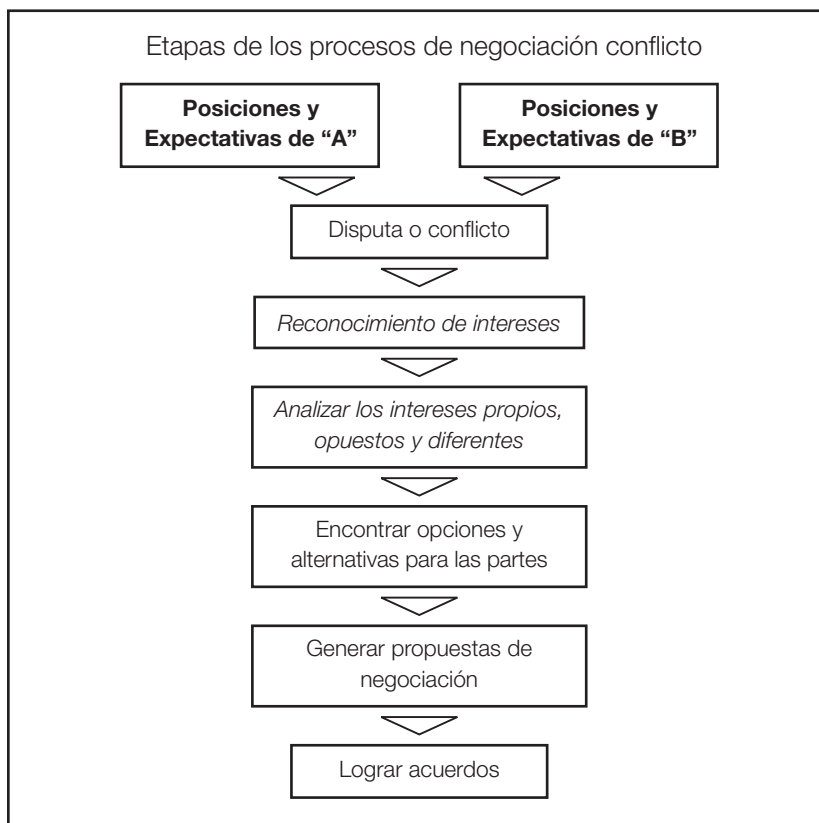 Etapas de los procesos de negociación conflicto
Posiciones y
Expectativas de “A”
Posiciones y
Expectativas de “B”
Disputa o conflicto
Reconocimiento de intereses
Analizar los intereses propios,
opuestos y diferentes
Encontrar opciones y
alternativas para las partes
Generar propuestas de
negociación
Lograr acuerdos